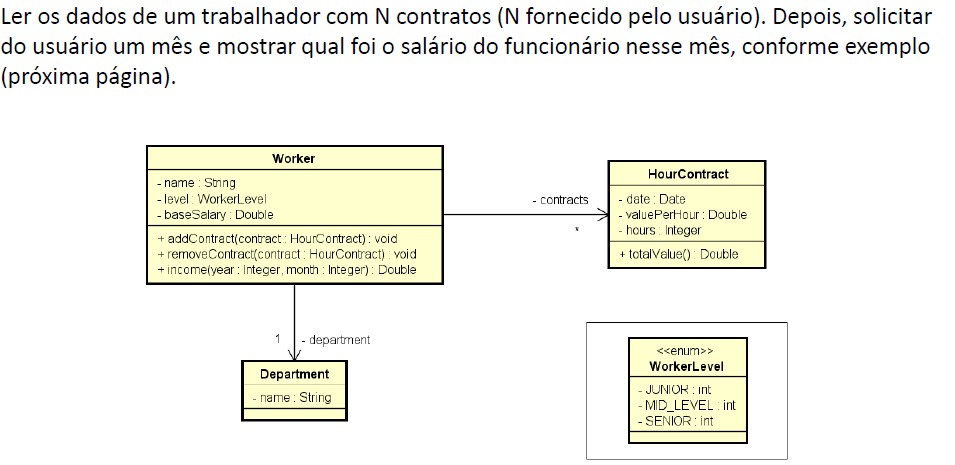 Ler os dados de um trabalhador com N contratos (N fornecido pelo usuário). Depois, solicitar
do usuário um mês e mostrar qual foi o salário do funcionário nesse mês, conforme exemplo
(próxima página).
Worker
- name : String
- level : WorkerLevel
- baseSalary : Double
+ addContract(contract : HourContract) : void
+ removeContract(contract : HourContract) : void
+ income(year : Integer, month : Integer) : Double
- contracts
*
HourContract
- date : Date
- valuePerHour : Double
- hours : Integer
+ totalValue() : Double
1
- department
Department
- name : String
<<enum>>
WorkerLevel
- JUNIOR : int
- MID_LEVEL : int
- SENIOR : int